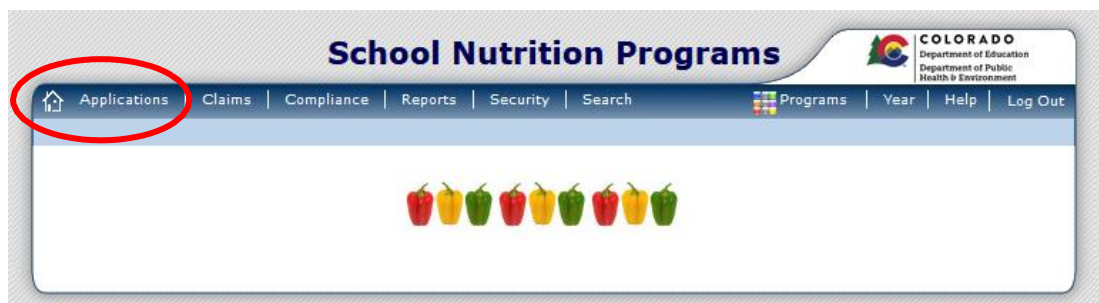 School Nutrition Programs
COLORADO
Department of Education
Department of Public
Health & Environment
Applications | Claims | Compliance | Reports | Security | Search Programs | Year | Help | Log Out